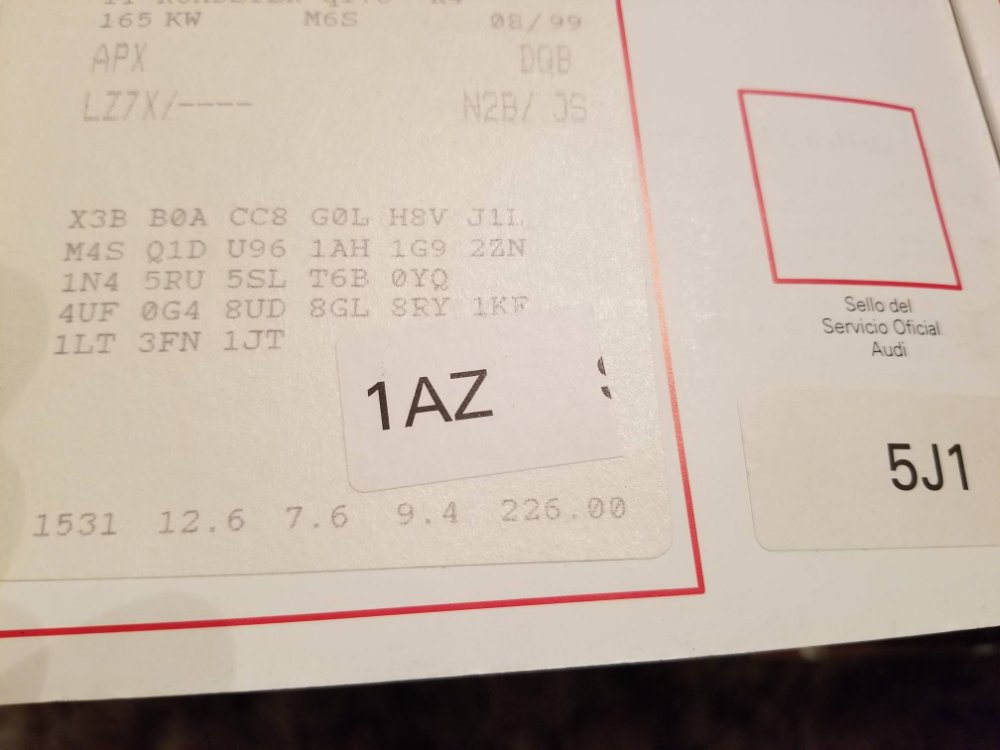 165 KW M6S 08/99
APX DQB
LZ7X/---- N2B/ JS
X3B B0A CC8 G0L H8V J1L
M4S Q1D U96 1AH 1G9 2ZN
1N4 5RU 5SL T6B 0YQ
4UF 0G4 8UD 8GL 8RY 1KF
1LT 3FN 1JT
1AZ
1531 12.6 7.6 9.4 226.00
Sello del
Servicio Oficial
Audi
5J1